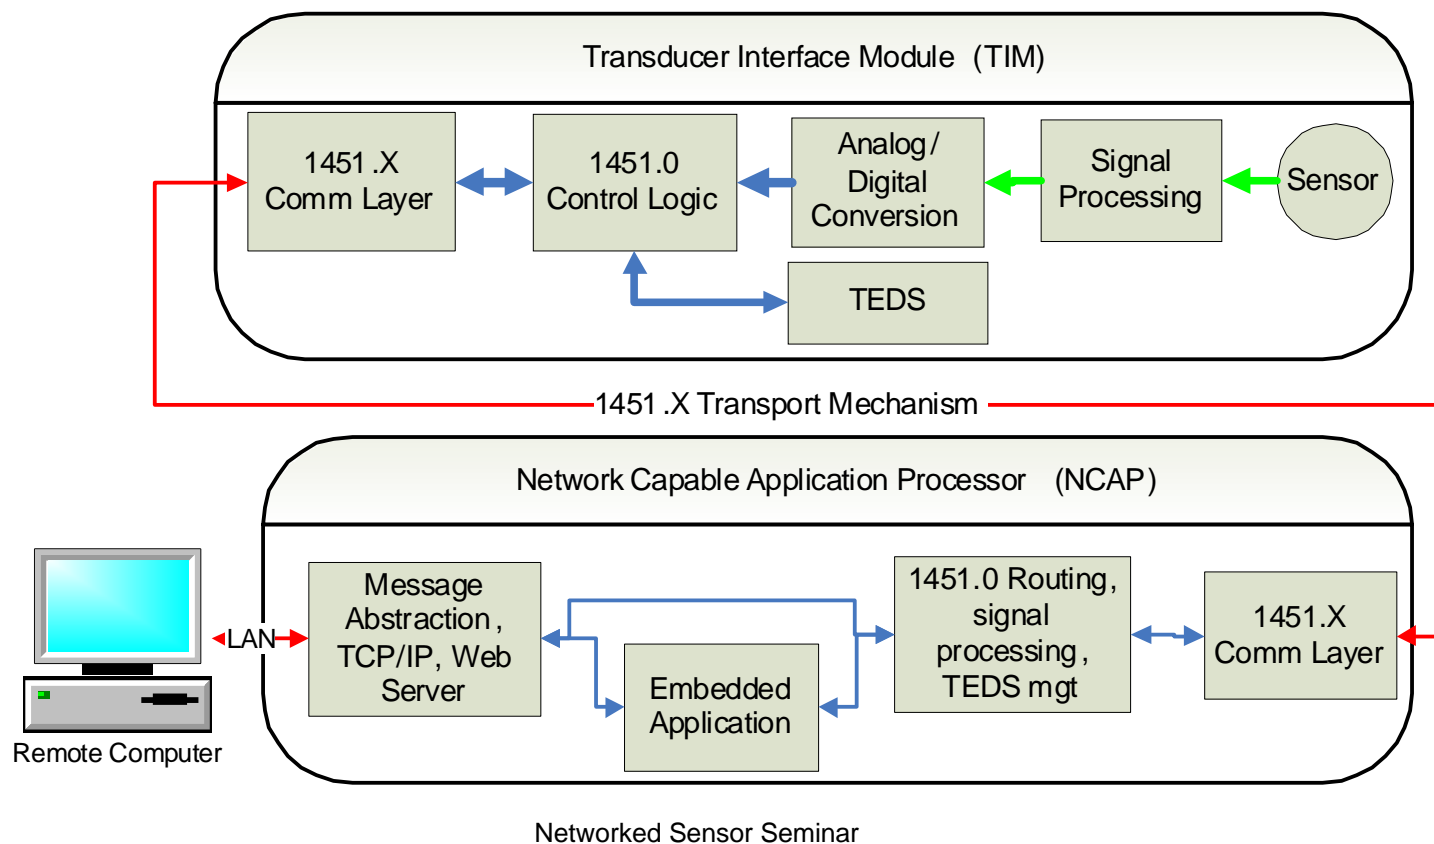 Transducer Interface Module (TIM)
1451.X
Comm Layer
1451.0
Control Logic
Analog/
Digital
Conversion
Signal
Processing
Sensor
TEDS
1451.X Transport Mechanism
Network Capable Application Processor (NCAP)
Message
Abstraction,
TCP/IP, Web
Server
Embedded
Application
1451.0 Routing,
signal
processing,
TEDS mgt
1451.X
Comm Layer
LAN
Remote Computer
Networked Sensor Seminar